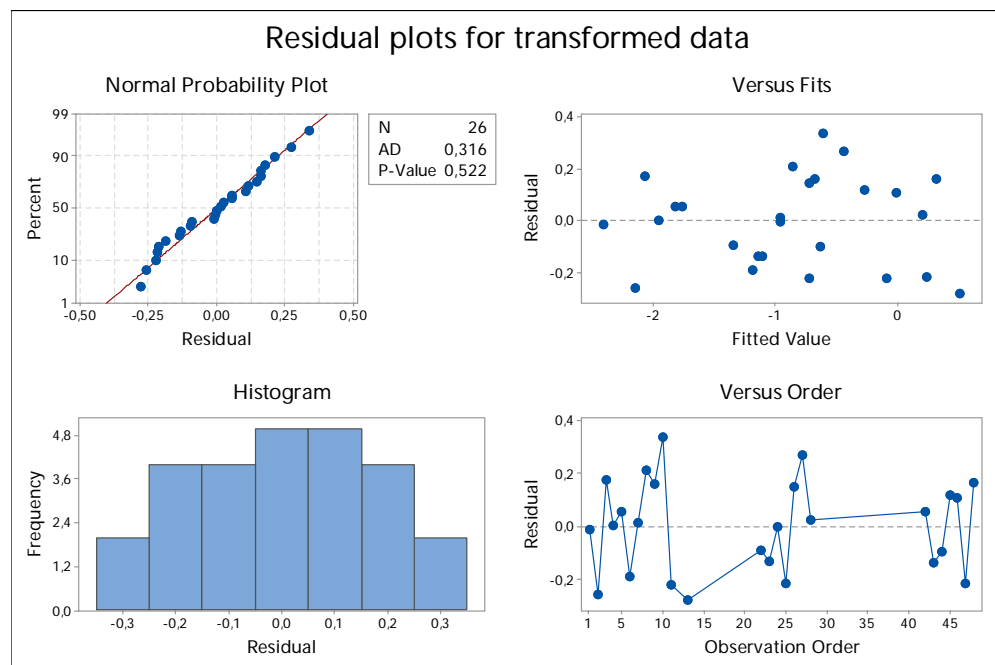 Residual plots for transformed data
Normal Probability Plot
99
90
50
10
1
Percent
-0,50 -0,25 0,00 0,25 0,50
Residual
N 26
AD 0,316
P-Value 0,522
Versus Fits
0,4
0,2
0,0
-0,2
Residual
-2 -1 0
Fitted Value
Histogram
4,8
3,6
2,4
1,2
0,0
Frequency
-0,3 -0,2 -0,1 0,0 0,1 0,2 0,3
Residual
Versus Order
0,4
0,2
0,0
-0,2
Residual
1 5 10 15 20 25 30 35 40 45
Observation Order